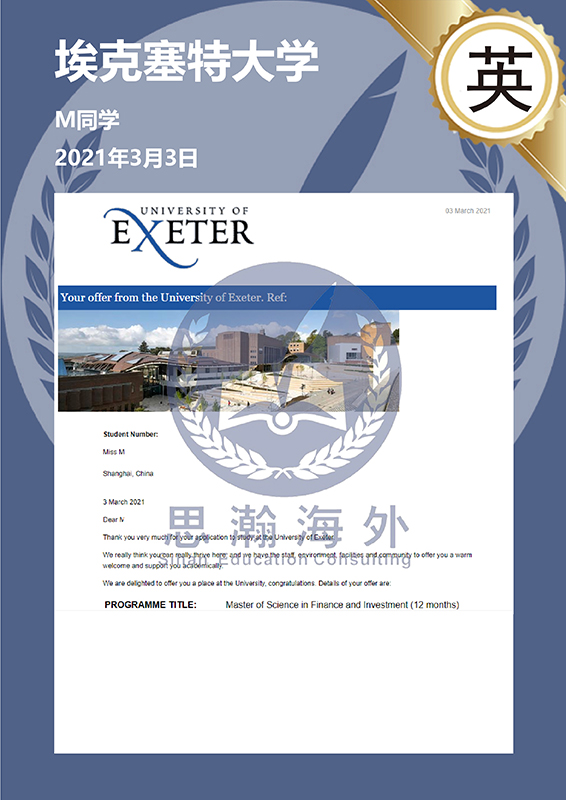 埃克塞特大学
英
M同学
2021年3月3日
UNIVERSITY OF
EXETER
03 March 2021
Your offer from the University of Exeter. Ref:
Student Number:
Miss M
Shanghai, China
3 March 2021
Dear M
Thank you very much for your application to study at the University of Exeter.
We really think you can really thrive here, and we have the staff, environment, facilities and community to offer you a warm
welcome and support you academically.
We are delighted to offer you a place at the University, congratulations. Details of your offer are:
PROGRAMME TITLE: Master of Science in Finance and Investment (12 months)
思瀚海外
Sihan Education Consulting